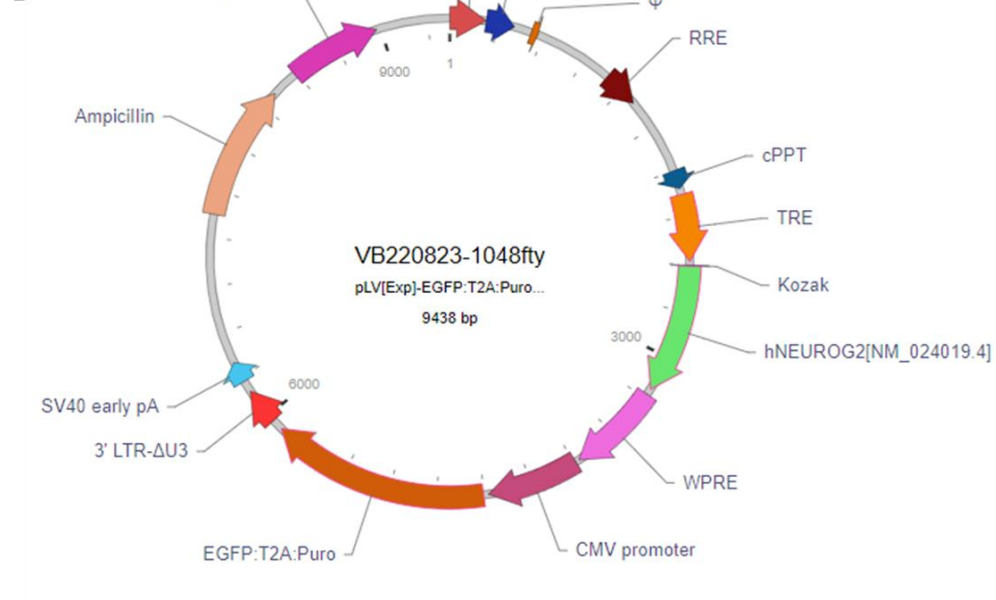 φ
RRE
9000
1
Ampicillin
cPPT
TRE
VB220823-1048fty
pLV[Exp]-EGFP:T2A:Puro...
9438 bp
Kozak
3000
hNEUROG2[NM_024019.4]
6000
SV40 early pA
3' LTR-ΔU3
WPRE
EGFP:T2A:Puro
CMV promoter